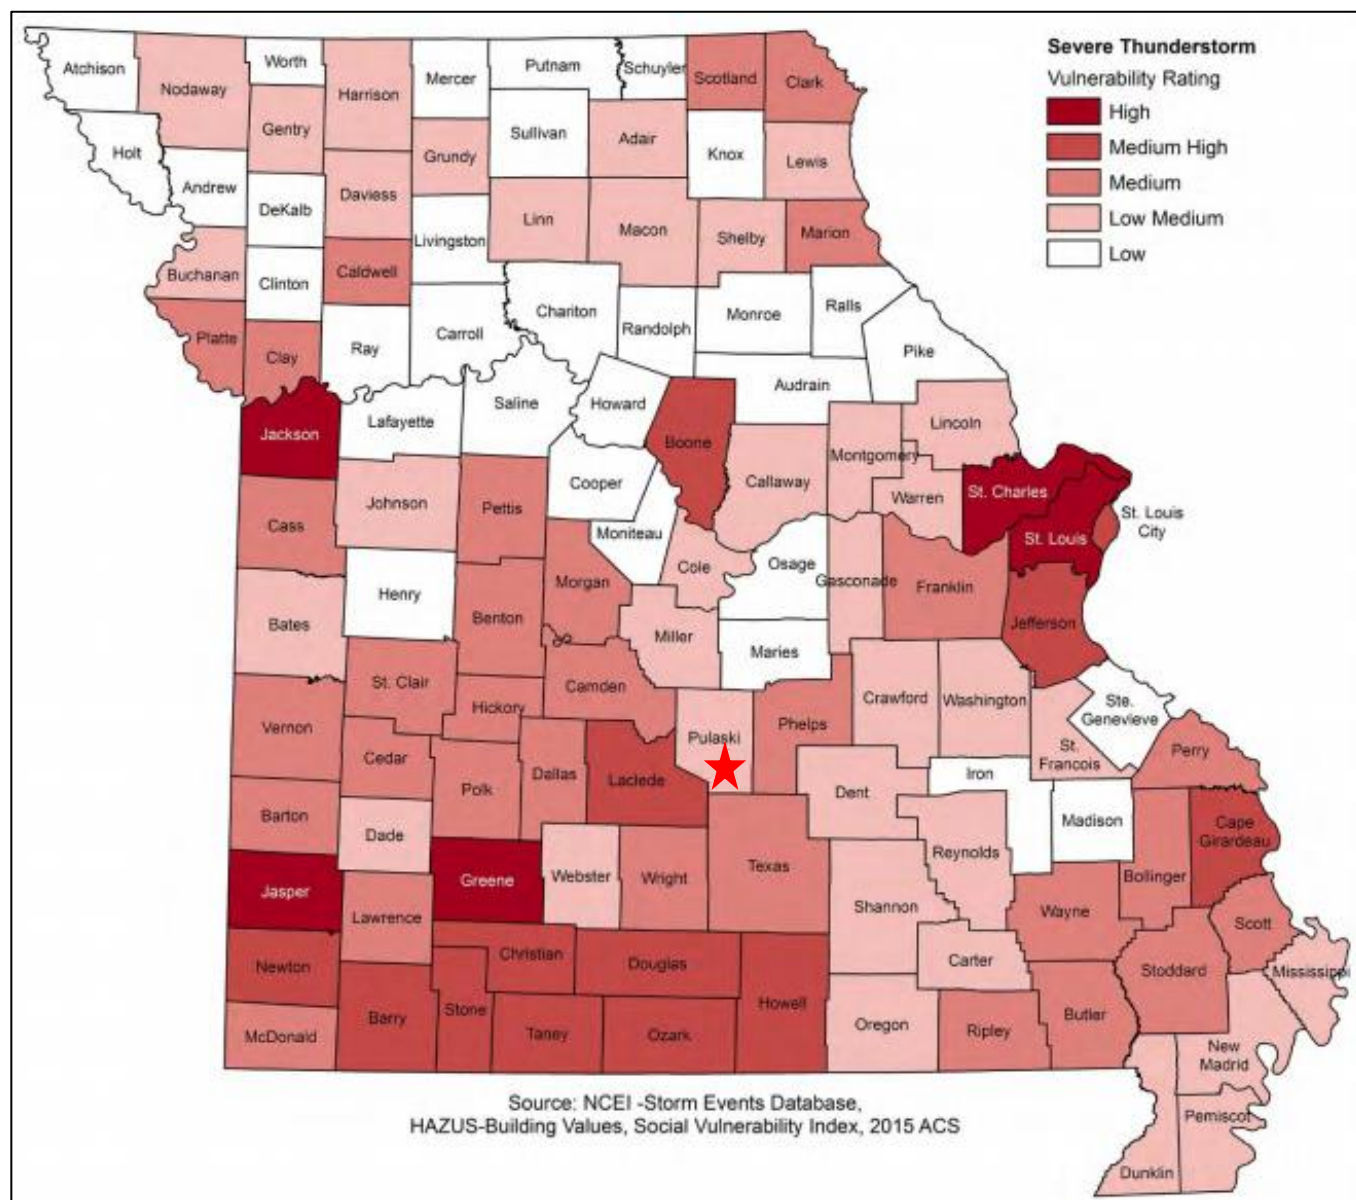 Severe Thunderstorm
Vulnerability Rating
High
Medium High
Medium
Low Medium
Low
Atchison
Nodaway
Worth
Harrison
Mercer
Putnam
Schuyler
Scotland
Clark
Gentry
Holt
Andrew
DeKalb
Daviess
Grundy
Sullivan
Adair
Knox
Lewis
Linn
Macon
Shelby
Marion
Livingston
Buchanan
Clinton
Caldwell
Platte
Clay
Ray
Carroll
Chariton
Randolph
Monroe
Ralls
Pike
Audrain
Jackson
Lafayette
Saline
Howard
Boone
Lincoln
Montgomery
Callaway
Warren
St. Charles
St. Louis
St. Louis
City
Cass
Johnson
Pettis
Cooper
Moniteau
Cole
Osage
Gasconade
Franklin
Jefferson
Bates
Henry
Benton
Morgan
Miller
Maries
St. Clair
Hickory
Camden
Pulaski
Phelps
Crawford
Washington
St.
Francois
Ste.
Genevieve
Perry
Vernon
Cedar
Polk
Dallas
Laclede
Dent
Iron
Madison
Barton
Dade
Greene
Webster
Wright
Texas
Reynolds
Bollinger
Cape
Girardeau
Jasper
Lawrence
Shannon
Wayne
Scott
Newton
Christian
Douglas
Howell
Carter
Stoddard
Mississippi
McDonald
Barry
Stone
Taney
Ozark
Oregon
Ripley
Butler
New
Madrid
Pemiscot
Dunklin
Source: NCEI -Storm Events Database,
HAZUS-Building Values, Social Vulnerability Index, 2015 ACS